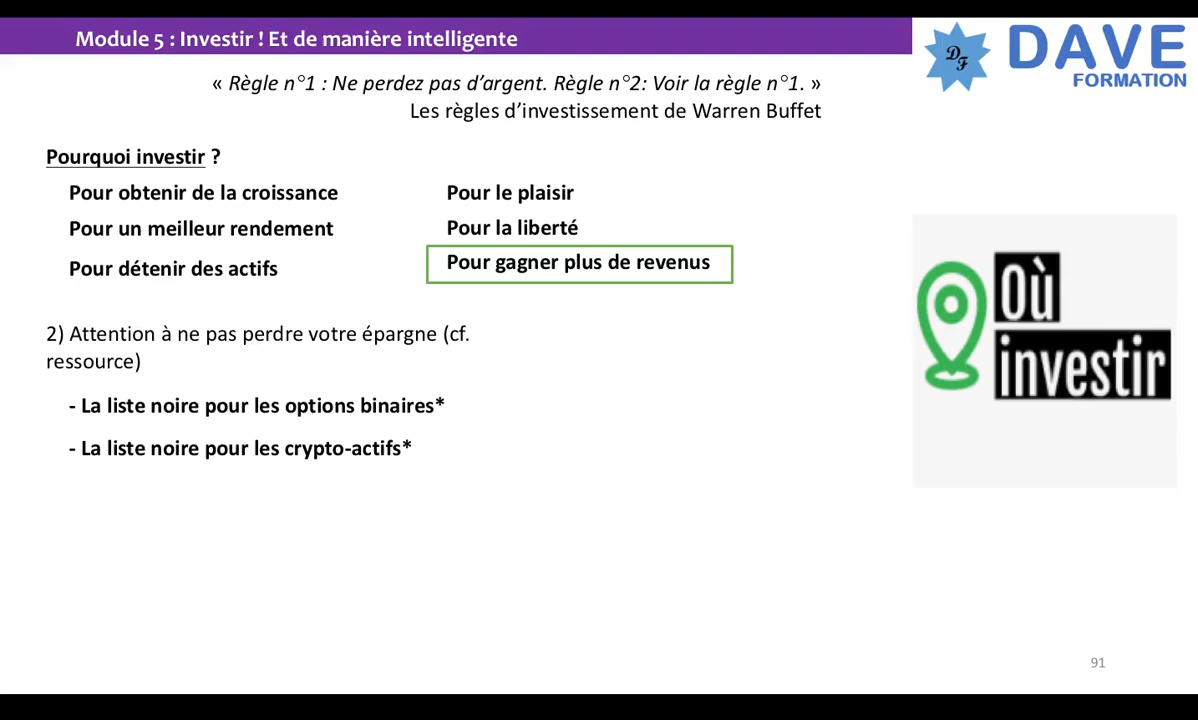 Module 5 : Investir ! Et de manière intelligente
DF
DAVE
FORMATION
« Règle n°1 : Ne perdez pas d’argent. Règle n°2: Voir la règle n°1. »
Les règles d’investissement de Warren Buffet
Pourquoi investir ?
Pour obtenir de la croissance
Pour un meilleur rendement
Pour détenir des actifs
Pour le plaisir
Pour la liberté
Pour gagner plus de revenus
Où
investir
2) Attention à ne pas perdre votre épargne (cf.
ressource)
- La liste noire pour les options binaires*
- La liste noire pour les crypto-actifs*
91